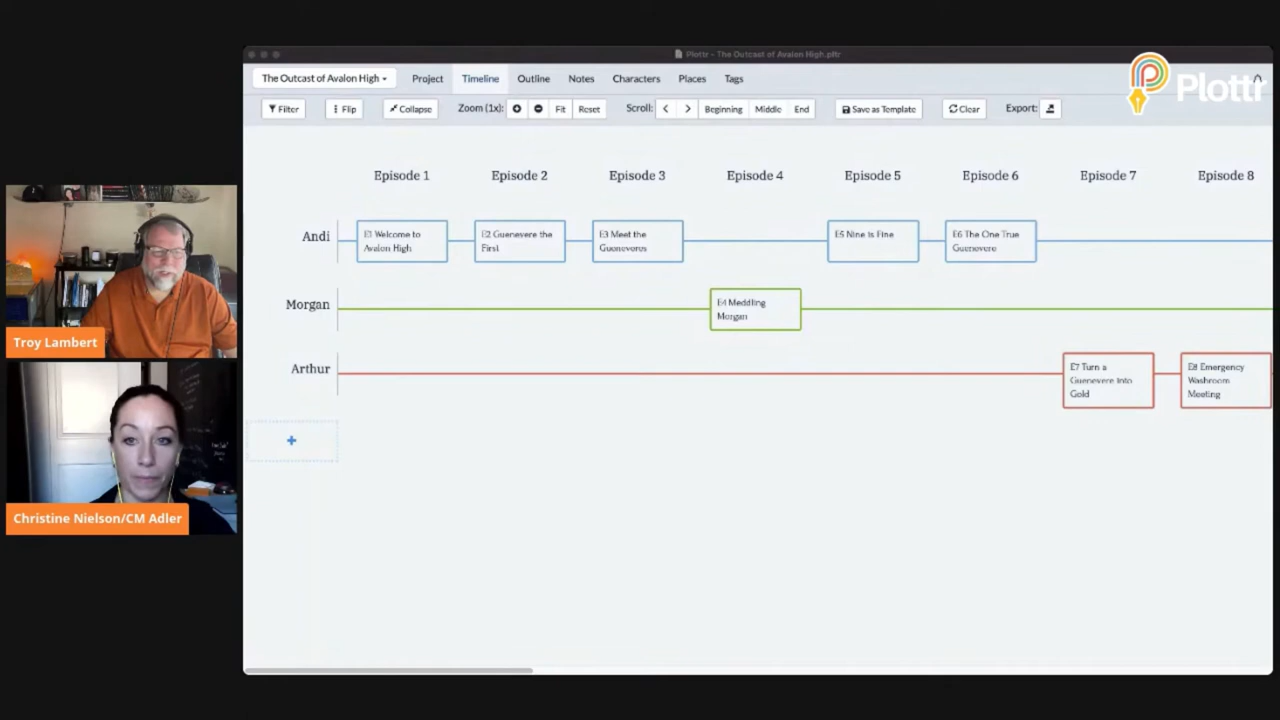 Plottr - The Outcast of Avalon High.pltr
The Outcast of Avalon High
Project
Timeline
Outline
Notes
Characters
Places
Tags
Plottr
Filter
Flip
Collapse
Zoom (1x):
Fit
Reset
Scroll:
Beginning
Middle
End
Save as Template
Clear
Export:
Episode 1
Episode 2
Episode 3
Episode 4
Episode 5
Episode 6
Episode 7
Episode 8
Andi
E1 Welcome to
Avalon High
E2 Guenevere the
First
E3 Meet the
Gueneveres
E5 Nine is Fine
E6 The One True
Guenevere
Morgan
E4 Meddling
Morgan
Arthur
E7 Turn a
Guenevere into
Gold
E8 Emergency
Washroom
Meeting
+
Troy Lambert
Christine Nielson/CM Adler